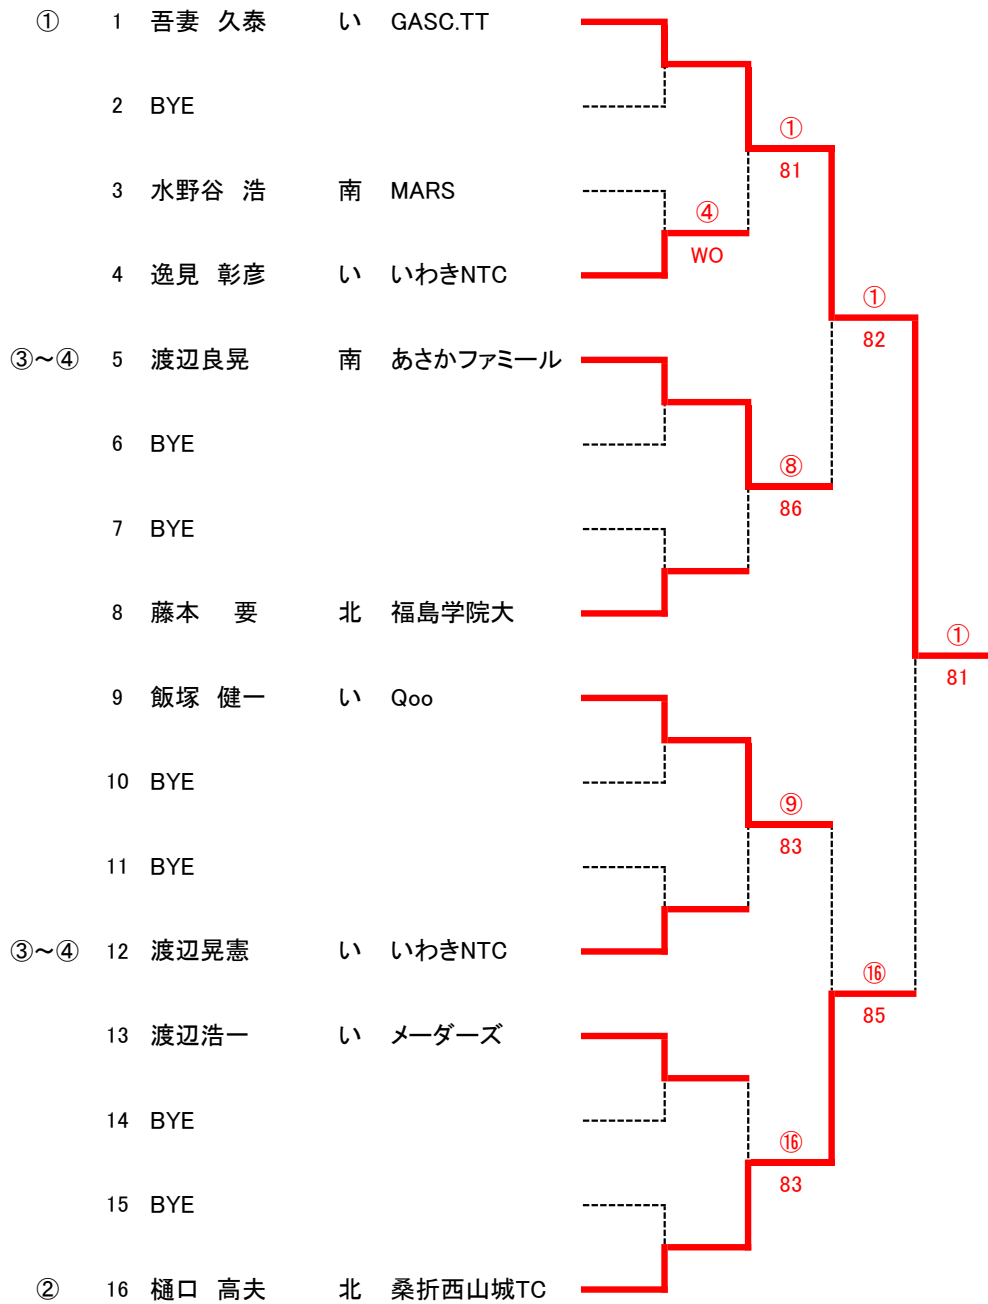 ① 1 吾妻 久泰 い GASC.TT
2 BYE
①
81
3 水野谷 浩 南 MARS
④
WO
4 逸見 彰彦 い いわきNTC
①
82
③～④ 5 渡辺良晃 南 あさかファミール
6 BYE
⑧
86
7 BYE
8 藤本 要 北 福島学院大
①
81
9 飯塚 健一 い Qoo
10 BYE
⑨
83
11 BYE
③～④ 12 渡辺晃憲 い いわきNTC
⑯
85
13 渡辺浩一 い メーダーズ
14 BYE
⑯
83
15 BYE
② 16 樋口 高夫 北 桑折西山城TC